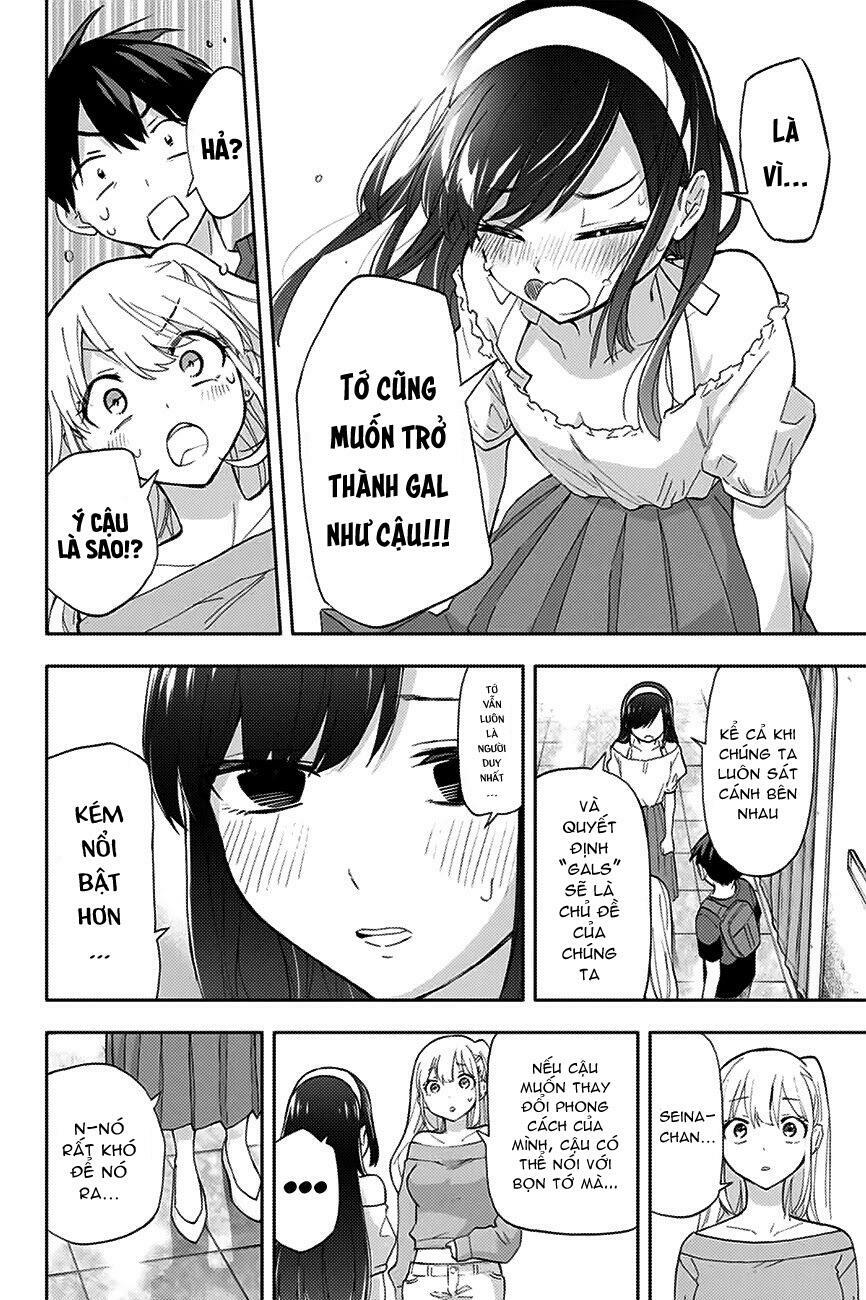 LÀ
VÌ...
TỚ CŨNG
MUỐN TRỞ
THÀNH GAL
NHƯ CẬU!!!
HẢ?
Ý CẬU
LÀ SAO!?
KỂ CẢ KHI
CHÚNG TA
LUÔN SÁT
CÁNH BÊN
NHAU
VÀ
QUYẾT
ĐỊNH
“GALS”
SẼ LÀ
CHỦ ĐỀ
CỦA
CHÚNG
TA
TỚ
VẪN
LUÔN LÀ
NGƯỜI
DUY
NHẤT
...
KÉM
NỔI
BẬT
HƠN
...
SEINA-
CHAN...
NẾU CẬU
MUỐN THAY
ĐỔI PHONG
CÁCH CỦA
MÌNH, CẬU CÓ
THỂ NÓI VỚI
BỌN TỚ MÀ...
●●●
N-NÓ
RẤT KHÓ
ĐỂ NÓ
RA...